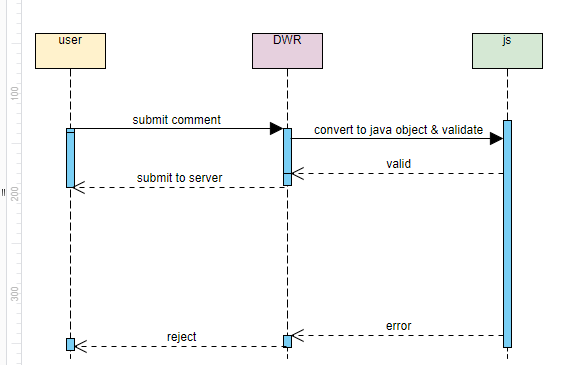 user
DWR
js
100
submit comment
convert to java object & validate
valid
submit to server
!!
200
300
error
reject